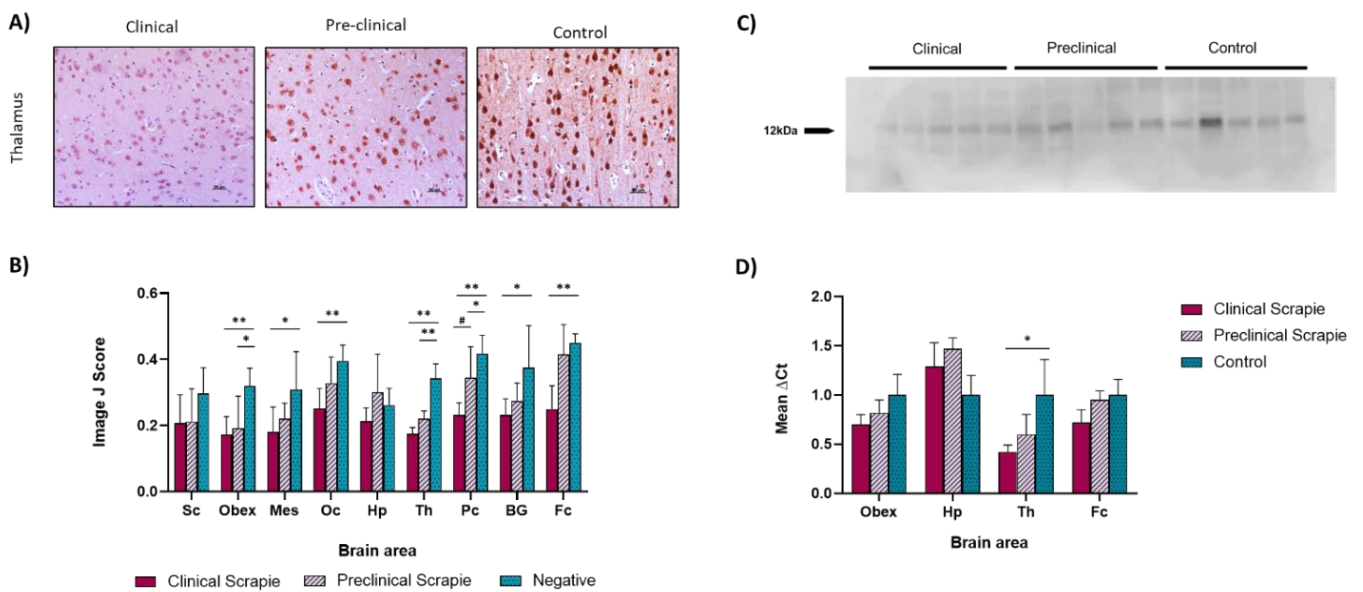 A)
Clinical
Pre-clinical
Control
Thalamus
B)
Image J Score
0.6
0.4
0.2
0.0
** * * ** ** ** ** * # * **
Sc Obex Mes Oc Hp Th Pc BG Fc
Brain area
Clinical Scrapie Preclinical Scrapie Negative
C)
Clinical Preclinical Control
12kDa
D)
Mean ΔCt
2.0
1.5
1.0
0.5
0.0
*
Obex Hp Th Fc
Brain area
Clinical Scrapie
Preclinical Scrapie
Control